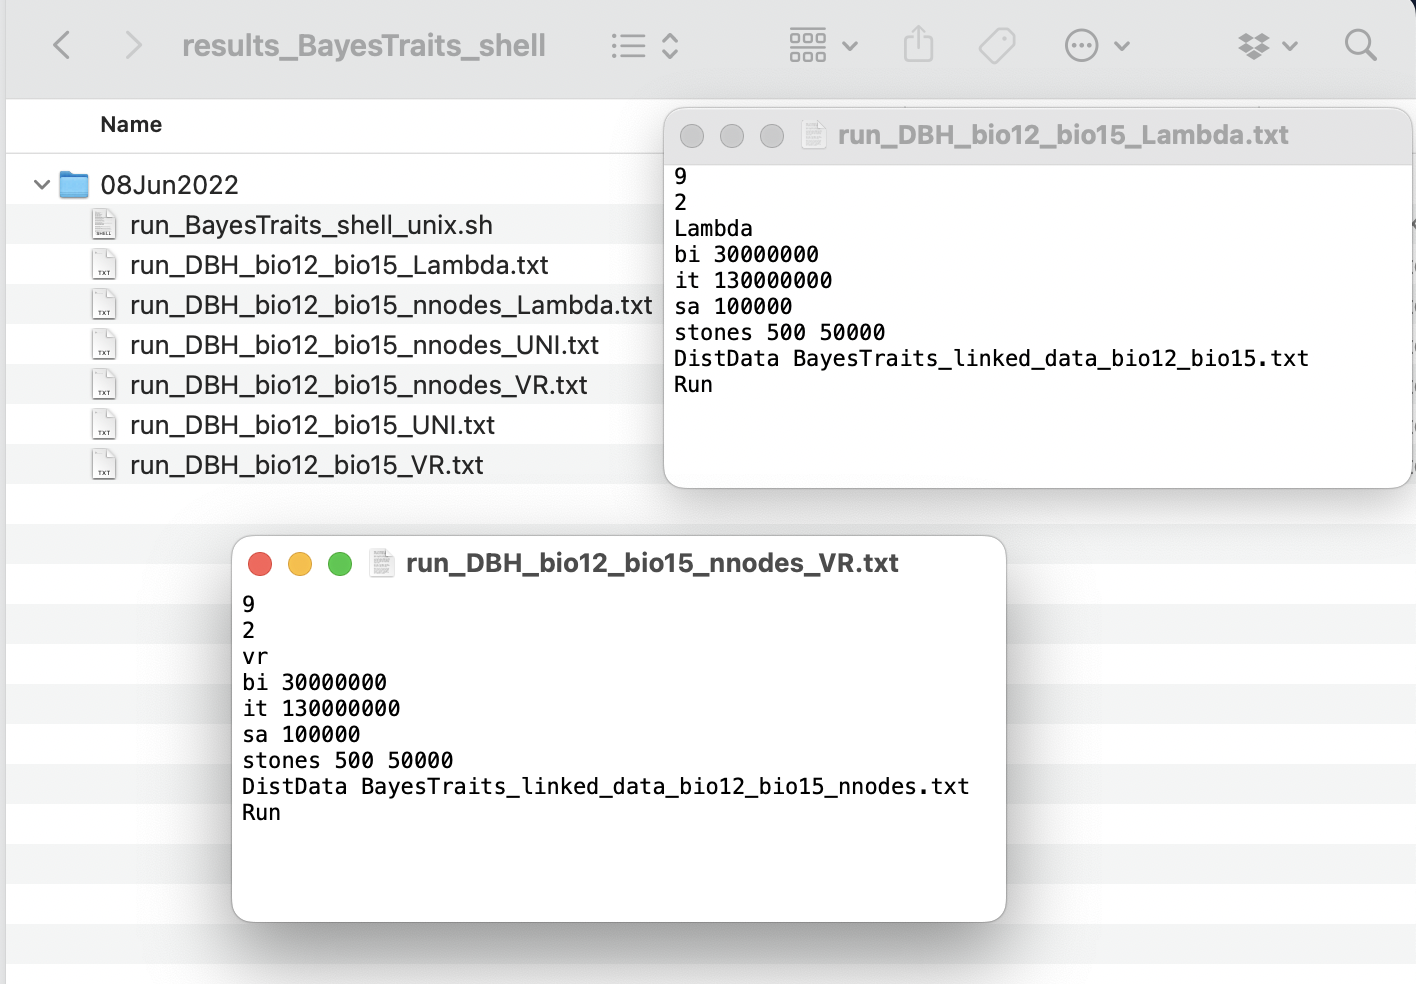 results_BayesTraits_shell
Name
08Jun2022
run_BayesTraits_shell_unix.sh
run_DBH_bio12_bio15_Lambda.txt
run_DBH_bio12_bio15_nnodes_Lambda.txt
run_DBH_bio12_bio15_nnodes_UNI.txt
run_DBH_bio12_bio15_nnodes_VR.txt
run_DBH_bio12_bio15_UNI.txt
run_DBH_bio12_bio15_VR.txt
run_DBH_bio12_bio15_Lambda.txt
9
2
Lambda
bi 30000000
it 130000000
sa 100000
stones 500 50000
DistData BayesTraits_linked_data_bio12_bio15.txt
Run
run_DBH_bio12_bio15_nnodes_VR.txt
9
2
vr
bi 30000000
it 130000000
sa 100000
stones 500 50000
DistData BayesTraits_linked_data_bio12_bio15_nnodes.txt
Run